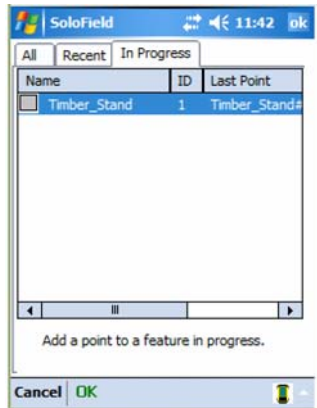 SoloField 11:42 ok
All Recent In Progress
Name ID Last Point
Timber_Stand 1 Timber_Stand#
Add a point to a feature in progress.
Cancel OK